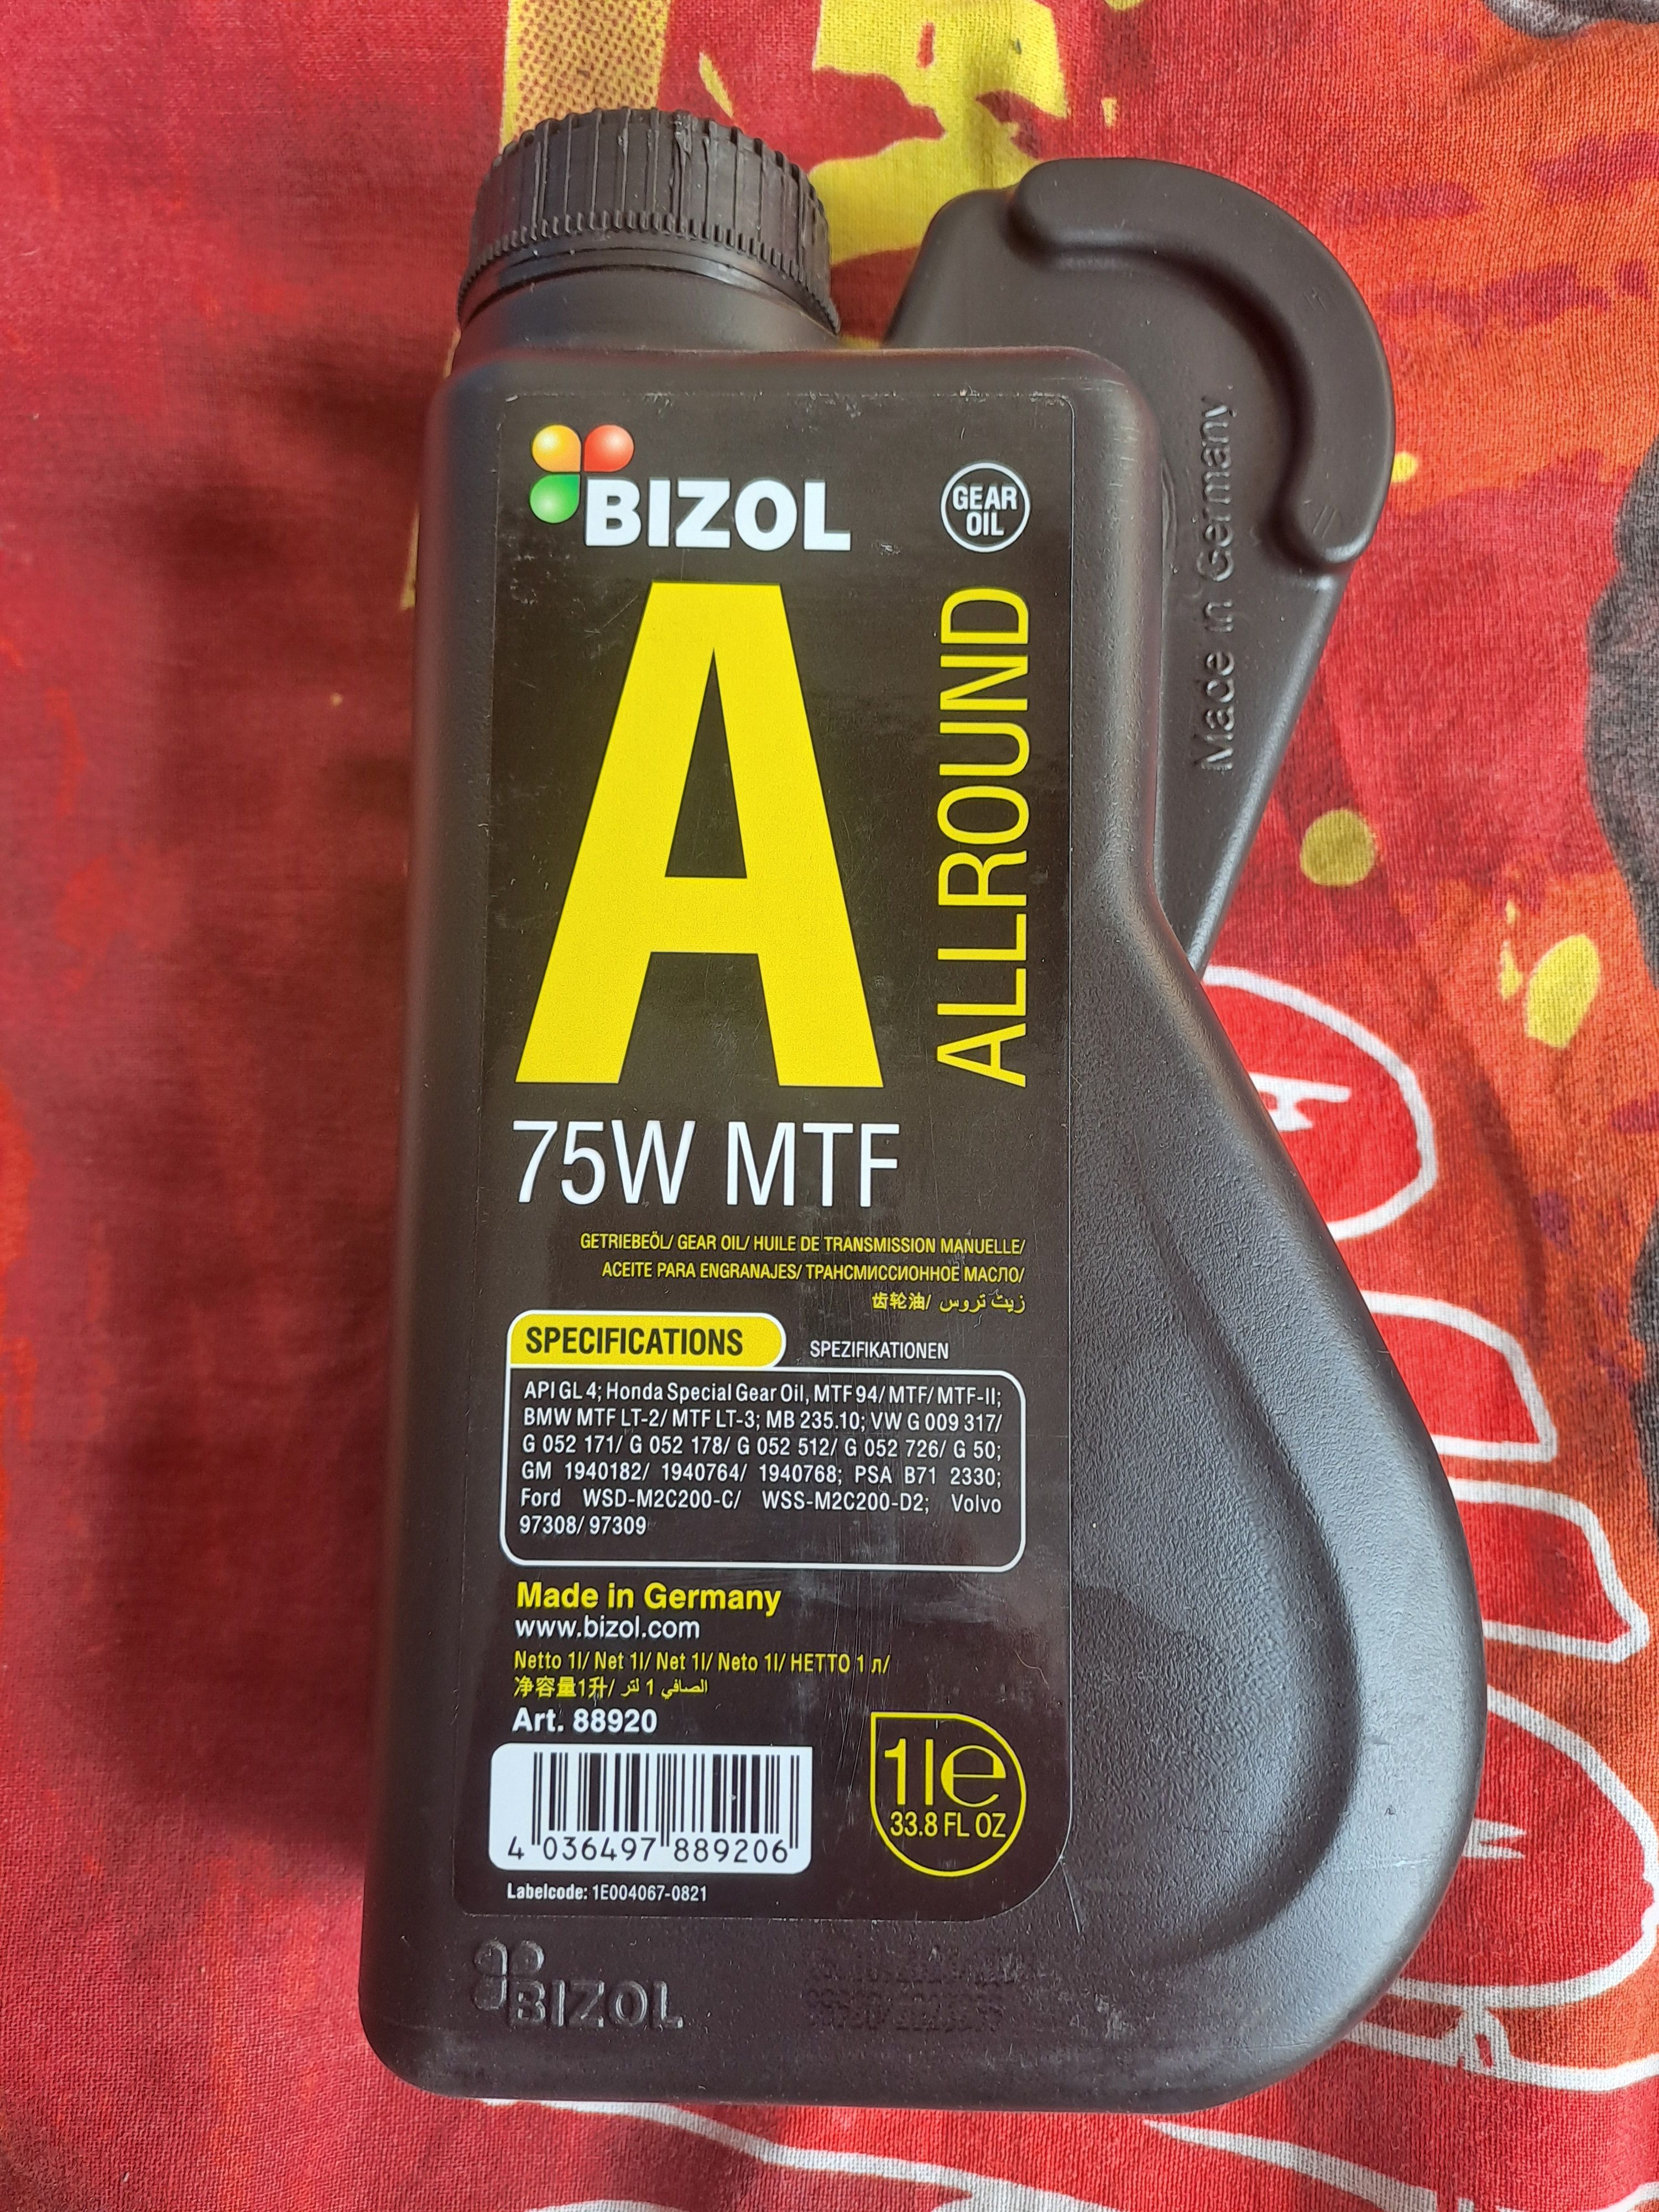 BIZOL
GEAR
OIL
A
ALLROUND
Made in Germany
75W MTF
GETRIEBEÖL/ GEAR OIL/ HUILE DE TRANSMISSION MANUELLE/
ACEITE PARA ENGRANAJES/ ТРАНСМИССИОННОЕ МАСЛО/
齿轮油/ زيت تروس
SPECIFICATIONS
SPEZIFIKATIONEN
API GL 4; Honda Special Gear Oil, MTF 94/ MTF/ MTF-II;
BMW MTF LT-2/ MTF LT-3; MB 235.10; VW G 009 317/
G 052 171/ G 052 178/ G 052 512/ G 052 726/ G 50;
GM 1940182/ 1940764/ 1940768; PSA B71 2330;
Ford WSD-M2C200-C/ WSS-M2C200-D2; Volvo
97308/ 97309
Made in Germany
www.bizol.com
Netto 1l/ Net 1l/ Net 1l/ Neto 1l/ НЕТТО 1 л/
净容量1升/ الصافي 1 لتر
Art. 88920
4 036497 889206
1le
33.8 FL OZ
Labelcode: 1E004067-0821
BIZOL